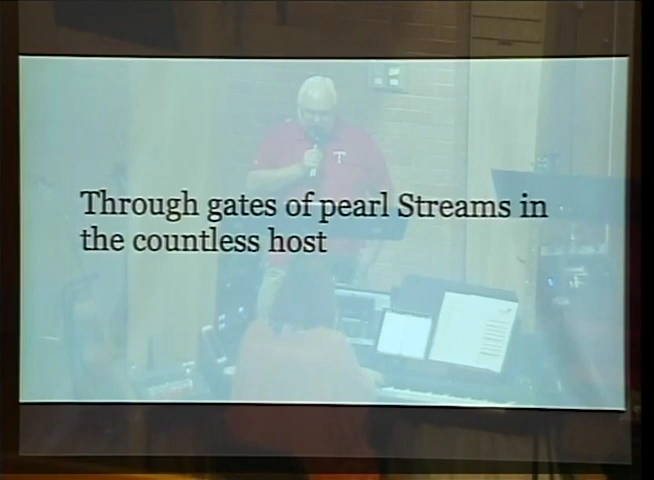 Through gates of pearl Streams in
the countless host